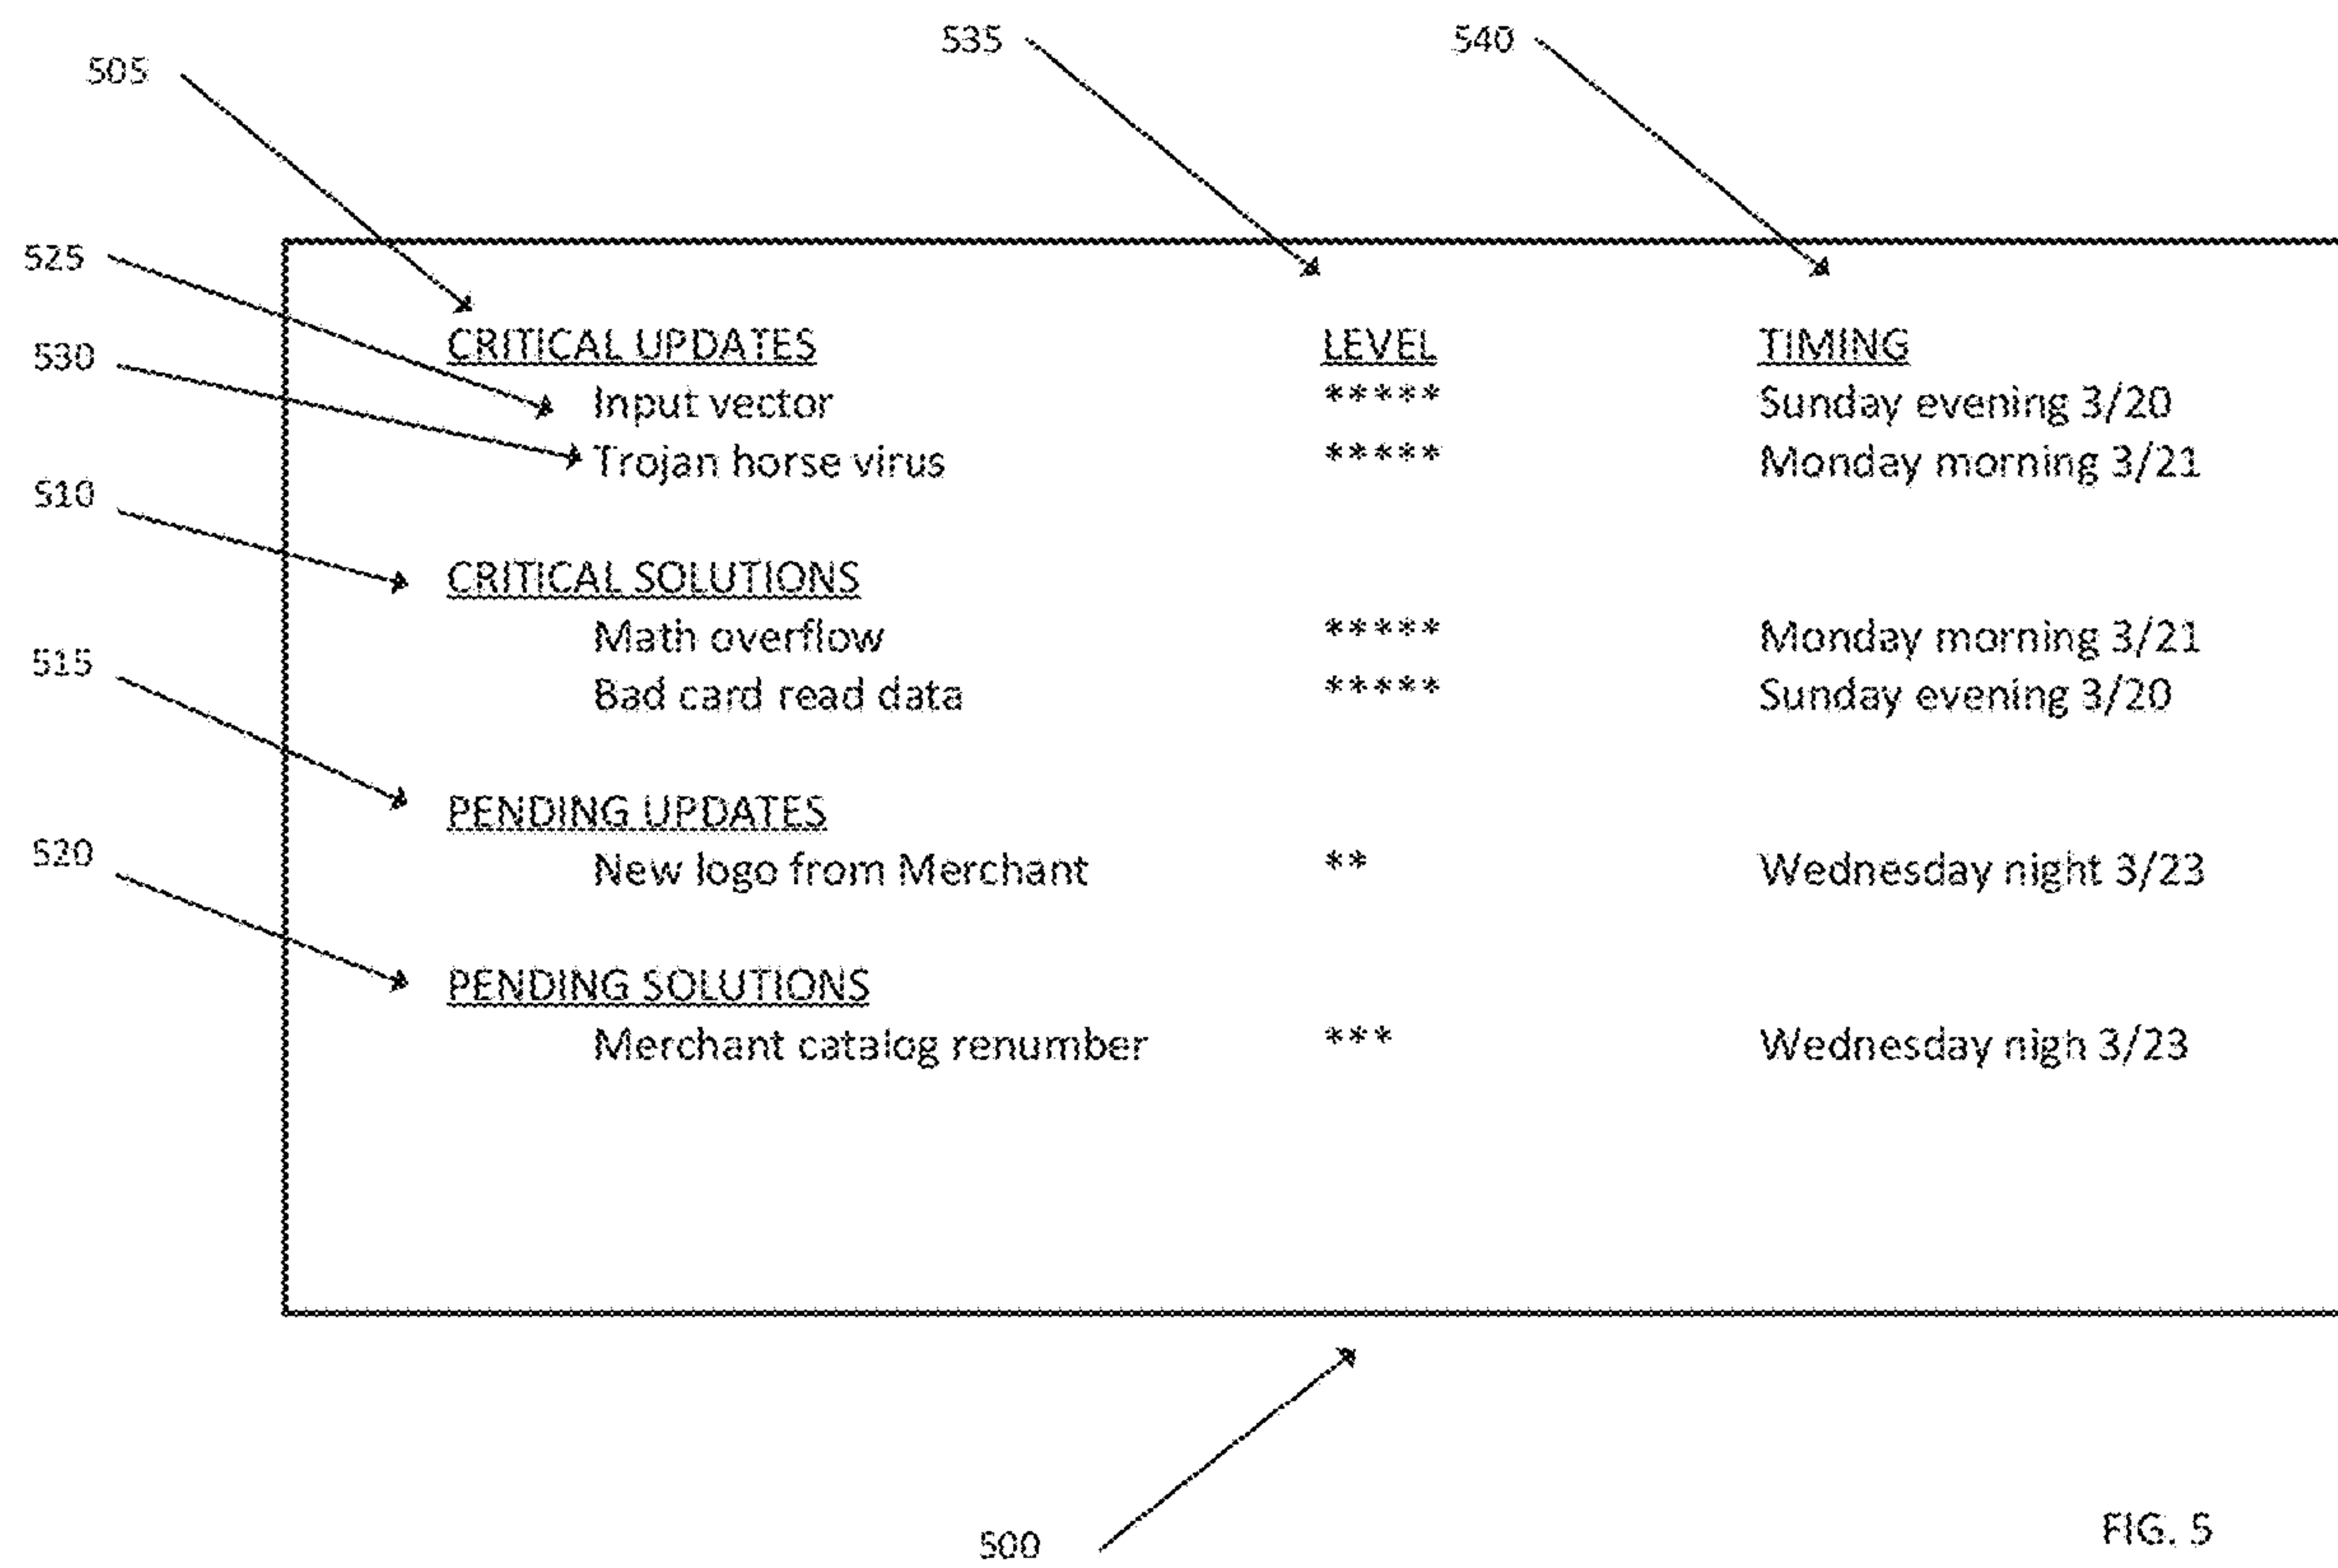 535 540
505
525
CRITICAL UPDATES LEVEL TIMING
530
Input vector ***** Sunday evening 3/20
Trojan horse virus ***** Monday morning 3/21
510
CRITICAL SOLUTIONS
Math overflow ***** Monday morning 3/21
515
Bad card read data ***** Sunday evening 3/20
PENDING UPDATES
520
New logo from Merchant ** Wednesday night 3/23
PENDING SOLUTIONS
Merchant catalog renumber *** Wednesday nigh 3/23
500
FIG. 5